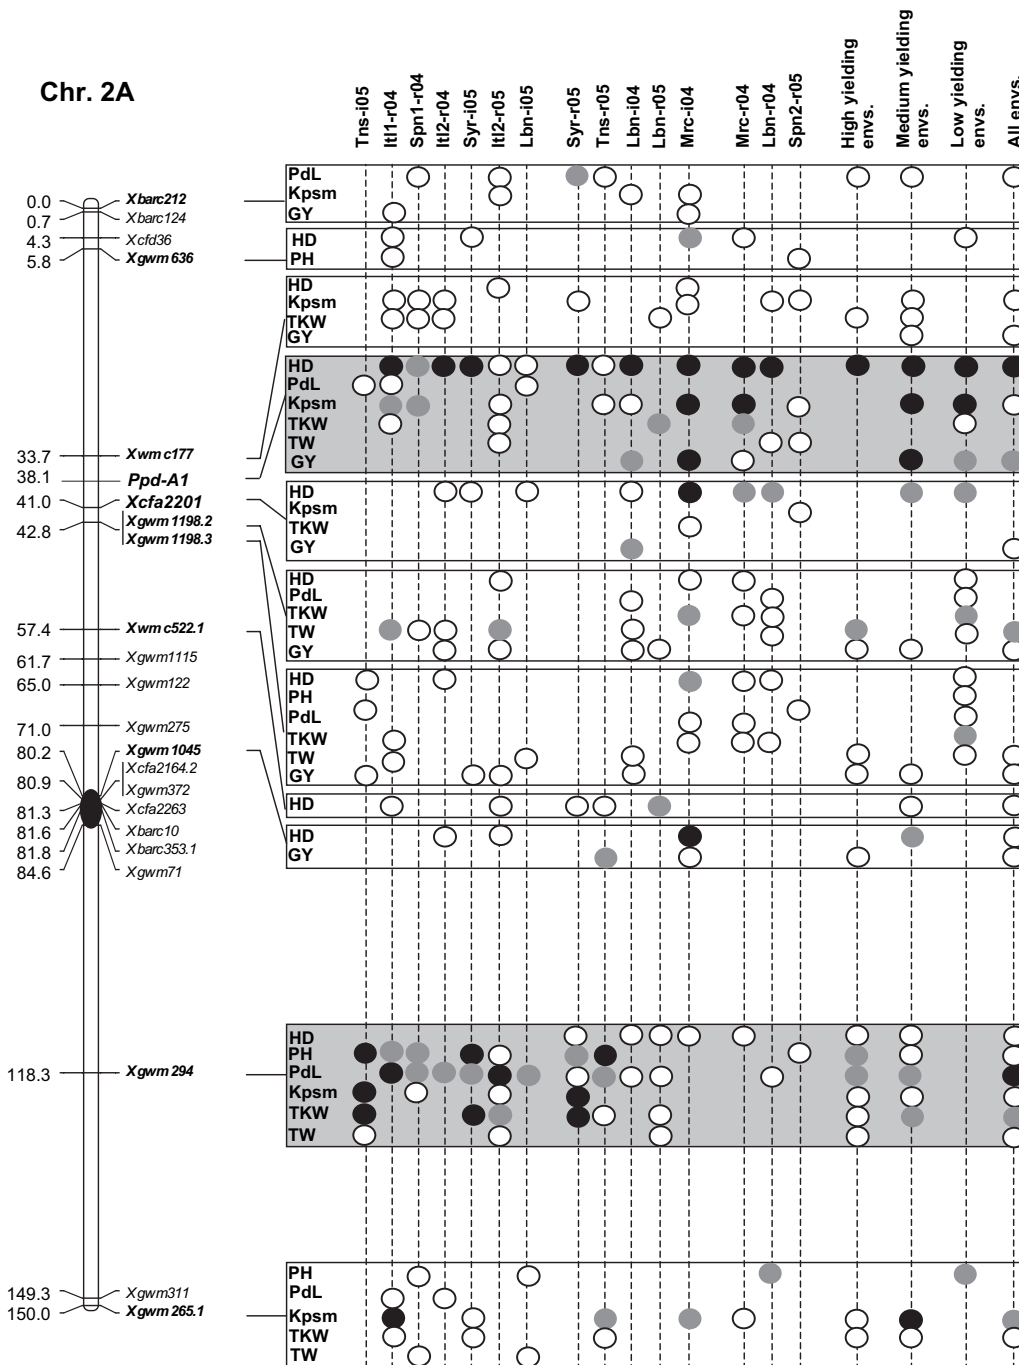 Chr. 2A
Tns-i05
Itl1-r04
Spn1-r04
Itl2-r04
Syr-i05
Itl2-r05
Lbn-i05
Syr-r05
Tns-r05
Lbn-i04
Lbn-r05
Mrc-i04
Mrc-r04
Lbn-r04
Spn2-r05
High yielding
envs.
Medium yielding
envs.
Low yielding
envs.
All envs.
0.0 Xbarc212
0.7 Xbarc124
4.3 Xcfd36
5.8 Xgwm636
33.7 Xwmc177
38.1 Ppd-A1
41.0 Xcfa2201
42.8 Xgwm1198.2
Xgwm1198.3
57.4 Xwmc522.1
61.7 Xgwm1115
65.0 Xgwm122
71.0 Xgwm275
80.2 Xgwm1045
80.9 Xcfa2164.2
Xgwm372
81.3 Xcfa2263
81.6 Xbarc10
81.8 Xbarc353.1
84.6 Xgwm71
118.3 Xgwm294
149.3 Xgwm311
150.0 Xgwm265.1
PdL
Kpsm
GY
HD
PH
HD
Kpsm
TKW
GY
HD
PdL
Kpsm
TKW
TW
GY
HD
Kpsm
TKW
GY
HD
PdL
TKW
TW
GY
HD
PH
PdL
TKW
TW
GY
HD
HD
GY
HD
PH
PdL
Kpsm
TKW
TW
PH
PdL
Kpsm
TKW
TW